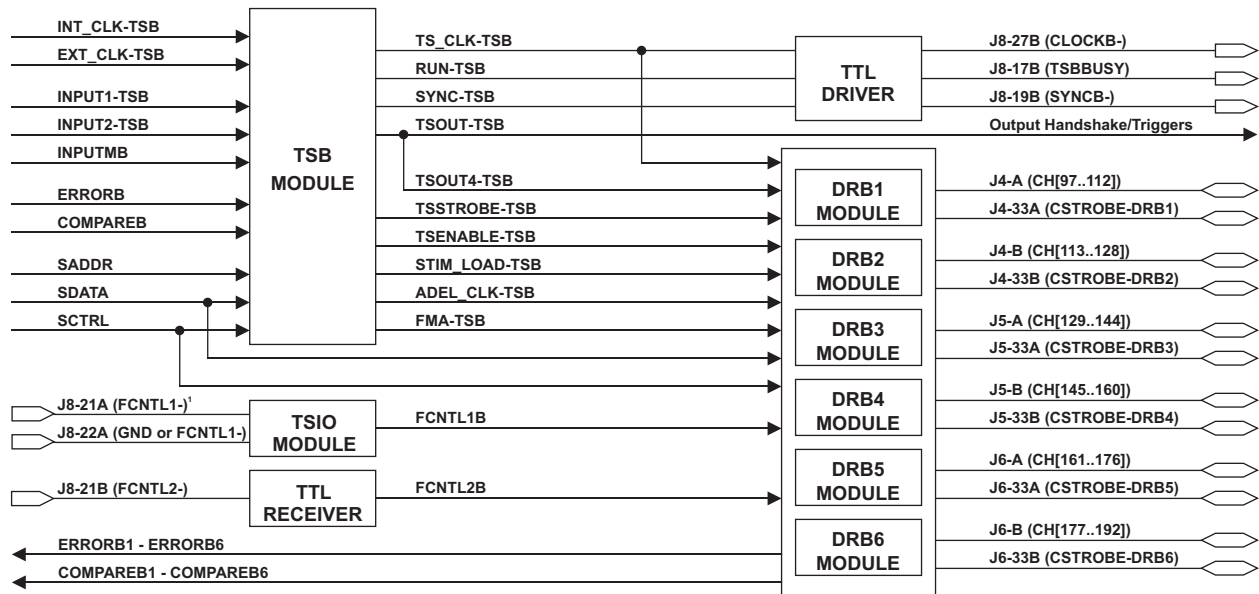 INT_CLK-TSB
EXT_CLK-TSB
INPUT1-TSB
INPUT2-TSB
INPUTMB
ERRORB
COMPAREB
SADDR
SDATA
SCTRL
TSB
MODULE
TS_CLK-TSB
RUN-TSB
SYNC-TSB
TSOUT-TSB
TSOUT4-TSB
TSSTROBE-TSB
TSENABLE-TSB
STIM_LOAD-TSB
ADEL_CLK-TSB
FMA-TSB
TTL
DRIVER
J8-27B (CLOCKB-)
J8-17B (TSBBUSY)
J8-19B (SYNCB-)
Output Handshake/Triggers
DRB1
MODULE
DRB2
MODULE
DRB3
MODULE
DRB4
MODULE
DRB5
MODULE
DRB6
MODULE
J4-A (CH[97..112])
J4-33A (CSTROBE-DRB1)
J4-B (CH[113..128])
J4-33B (CSTROBE-DRB2)
J5-A (CH[129..144])
J5-33A (CSTROBE-DRB3)
J5-B (CH[145..160])
J5-33B (CSTROBE-DRB4)
J6-A (CH[161..176])
J6-33A (CSTROBE-DRB5)
J6-B (CH[177..192])
J6-33B (CSTROBE-DRB6)
J8-21A (FCNTL1-)¹
J8-22A (GND or FCNTL1-)
TSIO
MODULE
FCNTL1B
J8-21B (FCNTL2-)
TTL
RECEIVER
FCNTL2B
ERRORB1 - ERRORB6
COMPAREB1 - COMPAREB6